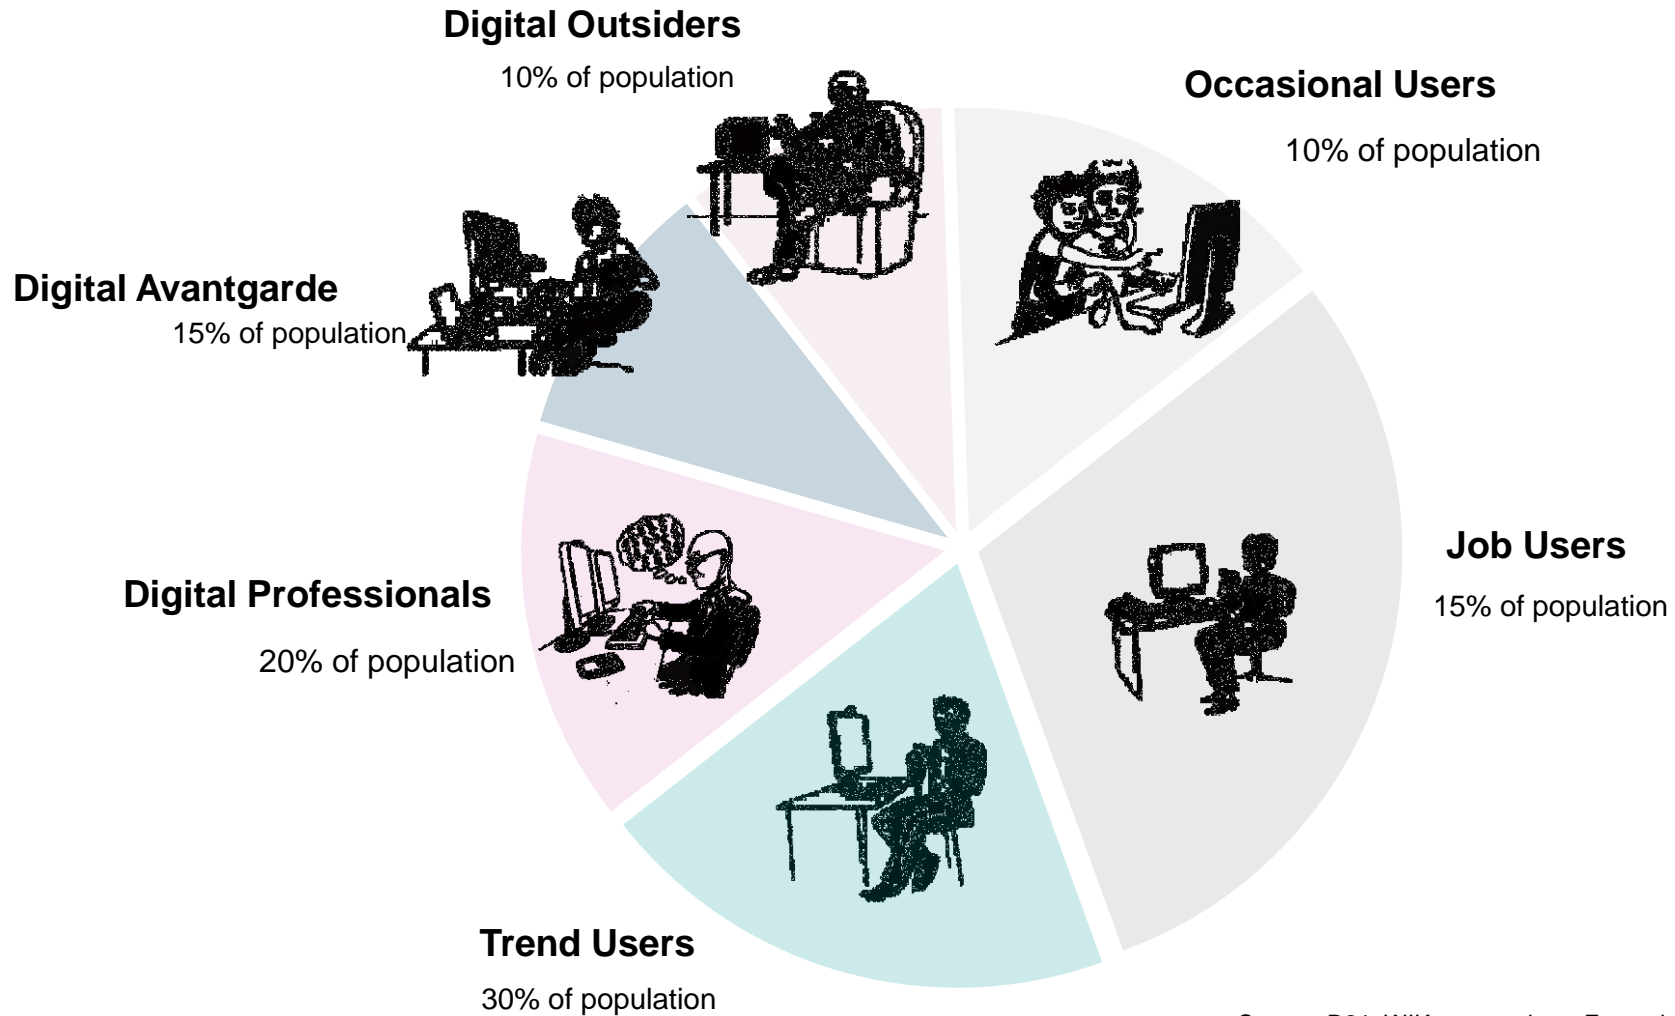 Digital Outsiders
10% of population
Occasional Users
10% of population
Digital Avantgarde
15% of population
Job Users
15% of population
Digital Professionals
20% of population
Trend Users
30% of population